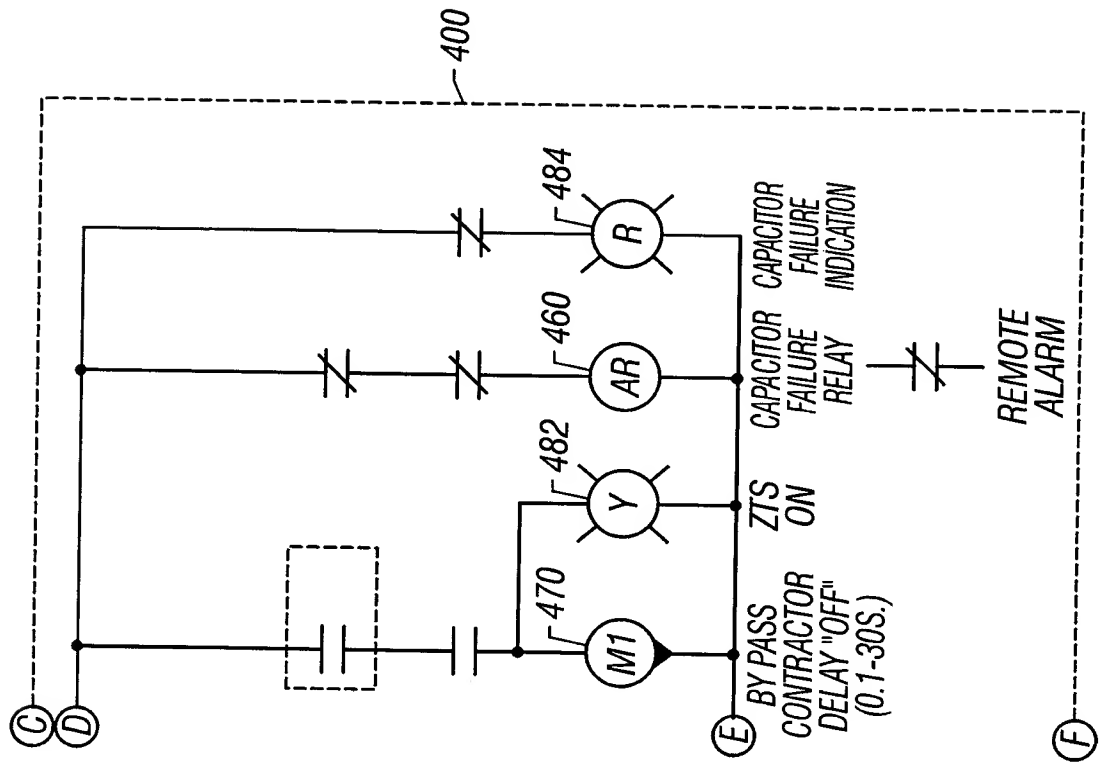 C
D
400
484
R
CAPACITOR
FAILURE
INDICATION
460
AR
CAPACITOR
FAILURE
RELAY
REMOTE
ALARM
482
Y
ZTS
ON
470
M1
BY PASS
CONTRACTOR
DELAY "OFF"
(0.1-30S.)
E
F